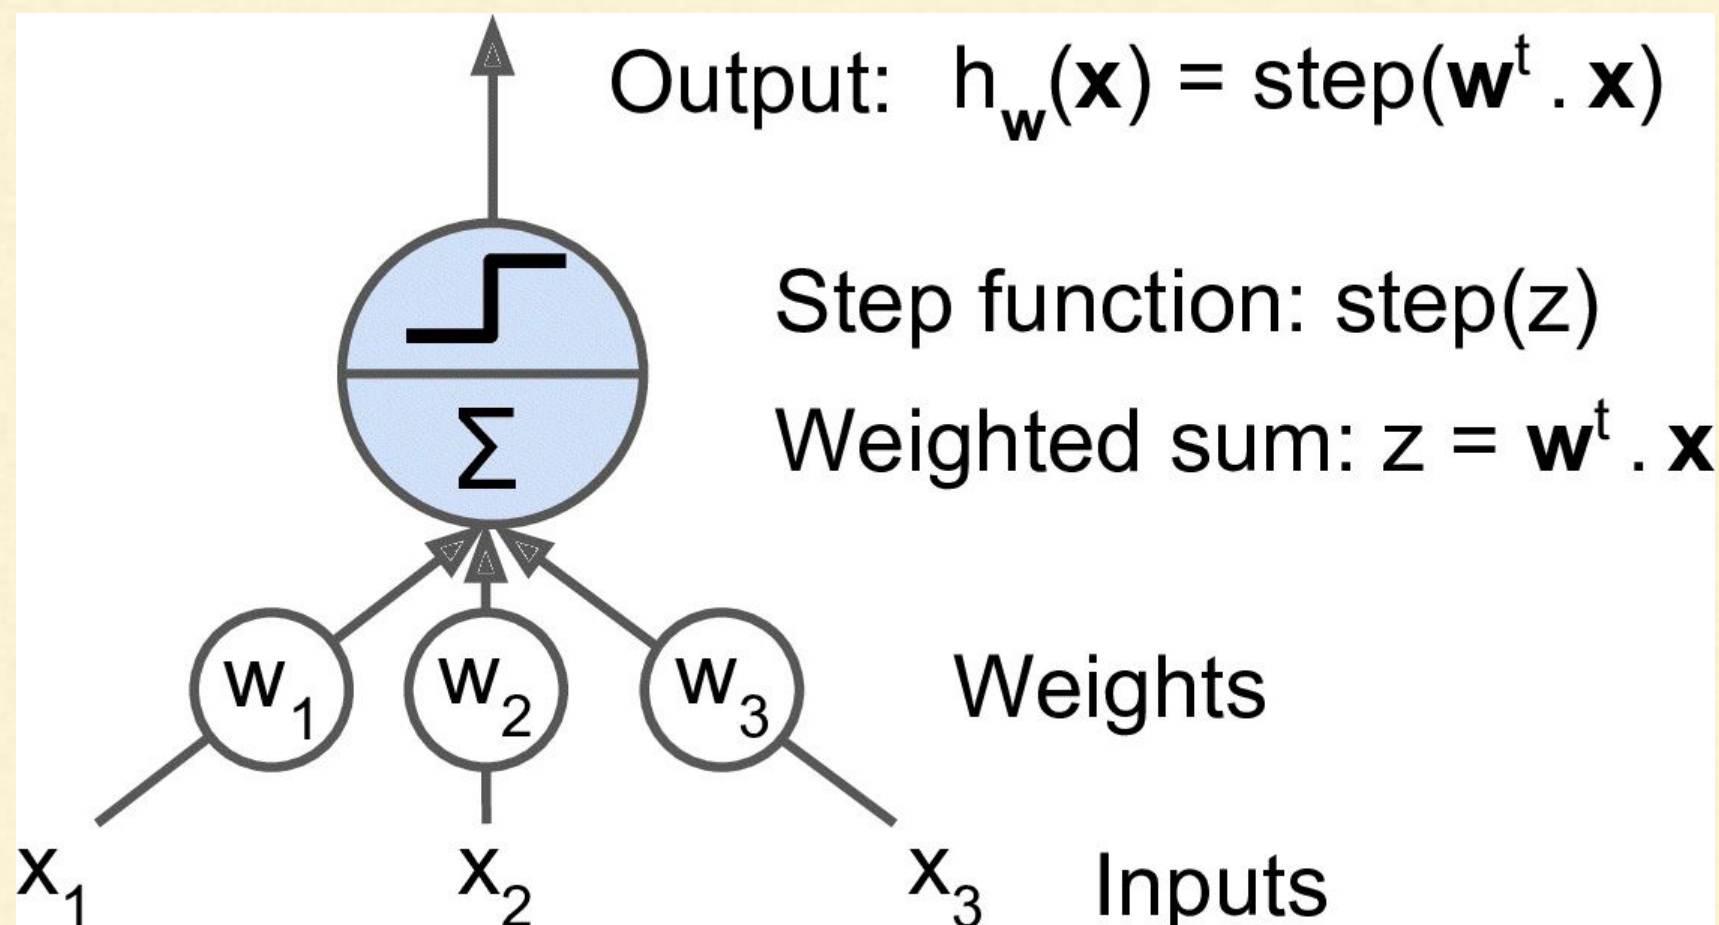 Output: h_w(x) = step(w^t . x)
Step function: step(z)
Σ
Weighted sum: z = w^t . x
w_1 w_2 w_3 Weights
x_1 x_2 x_3 Inputs